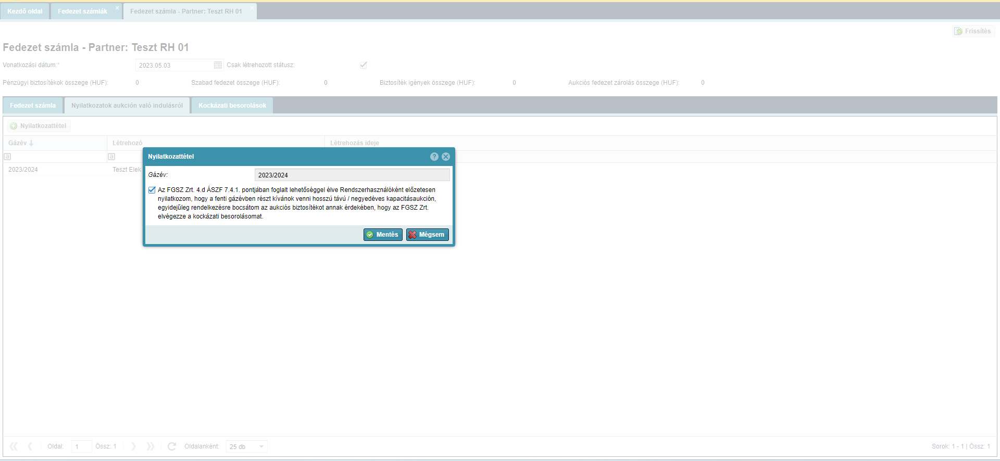 Kezdő oldal
Fedezet számlák
Fedezet számla - Partner: Teszt RH 01
Frissítés
Fedezet számla - Partner: Teszt RH 01
Vonatkozási dátum:*
2023.05.03
Csak létrehozott státusz:
Pénzügyi biztosítékok összege (HUF):
0
Szabad fedezet összege (HUF):
0
Biztosíték igények összege (HUF):
0
Aukciós fedezet zárolás összege (HUF):
0
Fedezet számla
Nyilatkozatok aukción való indulásról
Kockázati besorolások
Nyilatkozattétel
Gázév
Létrehozó
Létrehozás ideje
a
a
2023/2024
Teszt Elek
Nyilatkozattétel
?
Gázév:
2023/2024
Az FGSZ Zrt. 4.d ÁSZF 7.4.1. pontjában foglalt lehetőséggel élve Rendszerhasználóként előzetesen
nyilatkozom, hogy a fenti gázévben részt kívánok venni hosszú távú / negyedéves kapacitásaukción,
egyidejűleg rendelkezésre bocsátom az aukciós biztosítékot annak érdekében, hogy az FGSZ Zrt.
elvégezze a kockázati besorolásomat.
Mentés
Mégsem
Oldal:
1
Össz: 1
Oldalanként:
25 db
Sorok: 1 - 1 | Össz: 1